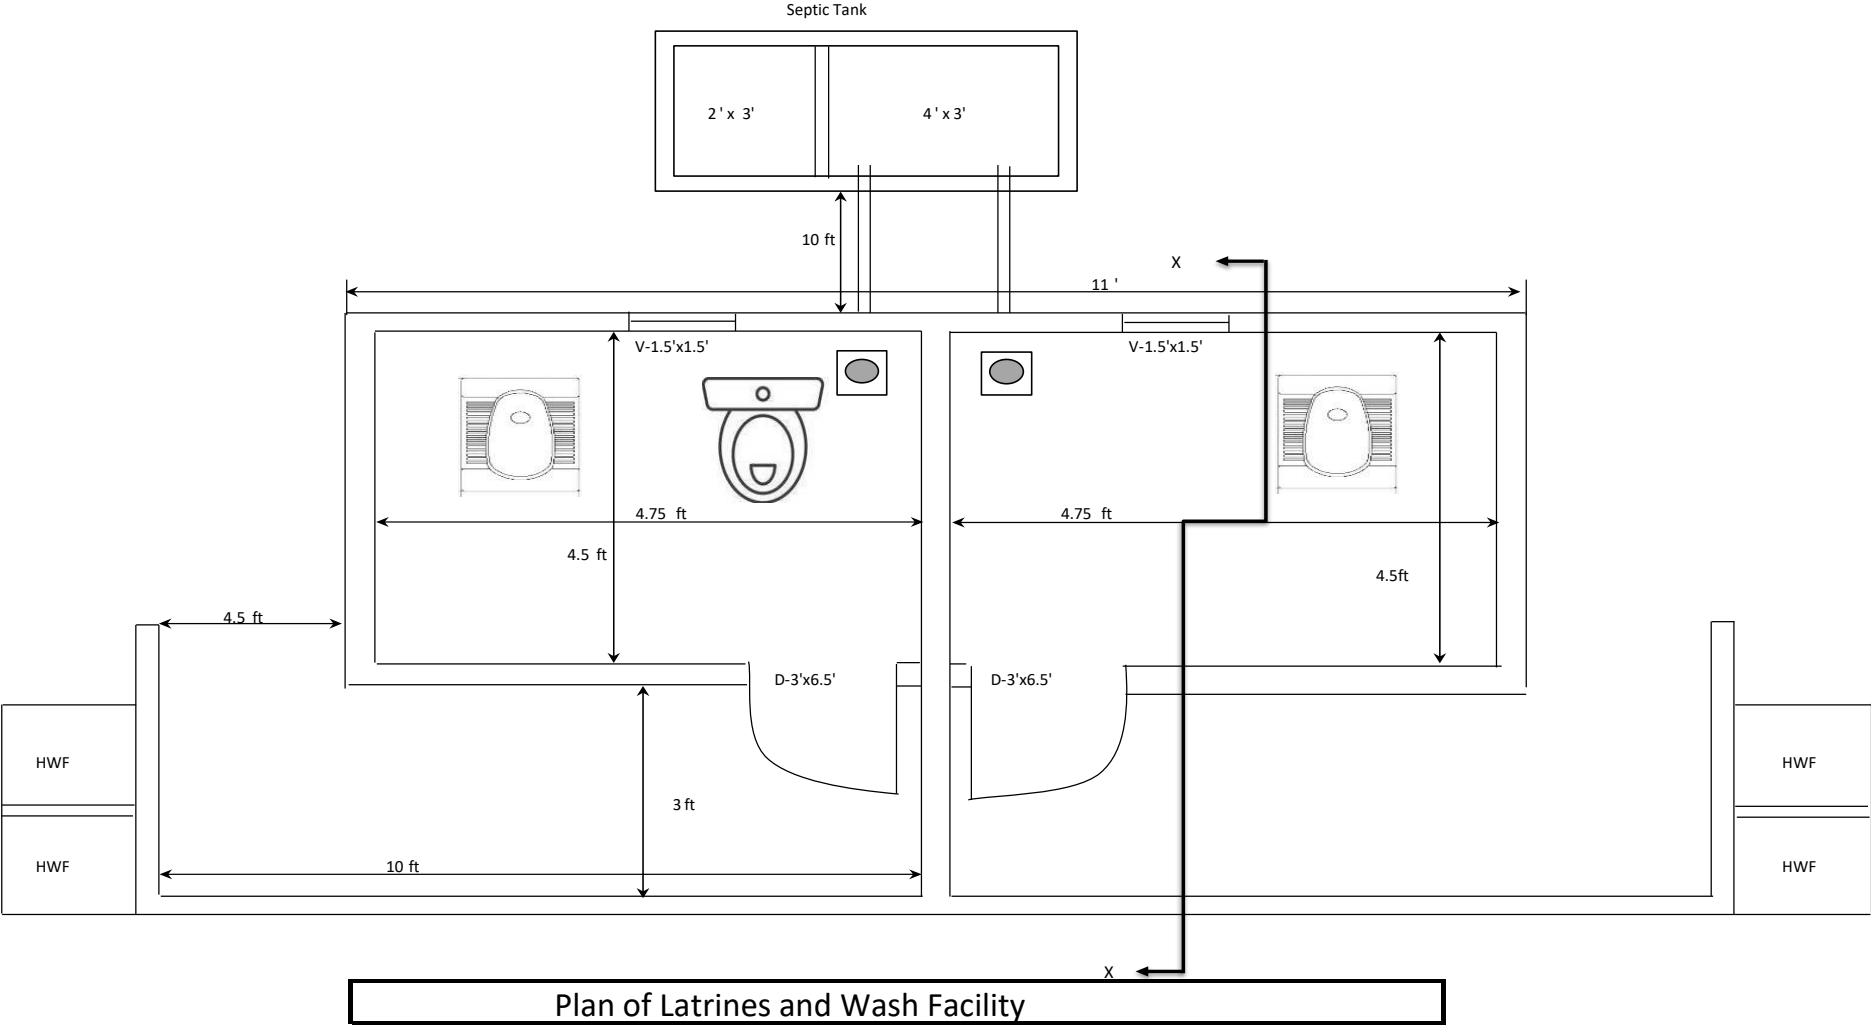 Septic Tank
2 ' x 3'
4 ' x 3'
10 ft
X
11 '
V-1.5'x1.5'
V-1.5'x1.5'
4.75 ft
4.75 ft
4.5 ft
4.5ft
4.5 ft
D-3'x6.5'
D-3'x6.5'
HWF
HWF
3 ft
10 ft
HWF
HWF
X
Plan of Latrines and Wash Facility